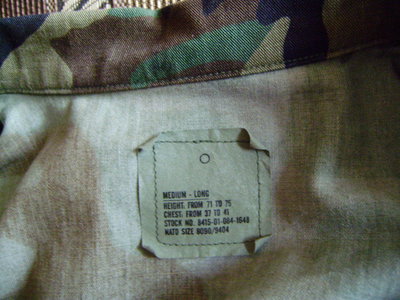 MEDIUM - LONG
HEIGHT: FROM 71 TO 75
CHEST: FROM 37 TO 41
STOCK NO. 8415-01-084-1648
NATO SIZE 8090/9404